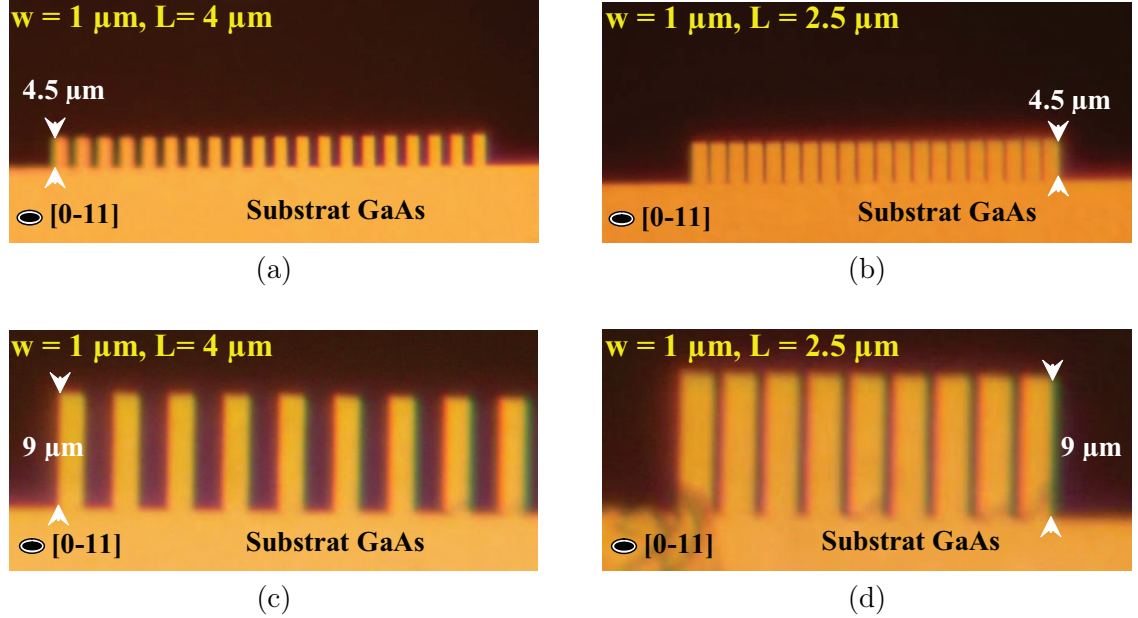 w = 1 µm, L= 4 µm
4.5 µm
[0-11]
Substrat GaAs
(a)
w = 1 µm, L = 2.5 µm
4.5 µm
[0-11]
Substrat GaAs
(b)
w = 1 µm, L= 4 µm
9 µm
[0-11]
Substrat GaAs
(c)
w = 1 µm, L = 2.5 µm
9 µm
[0-11]
Substrat GaAs
(d)